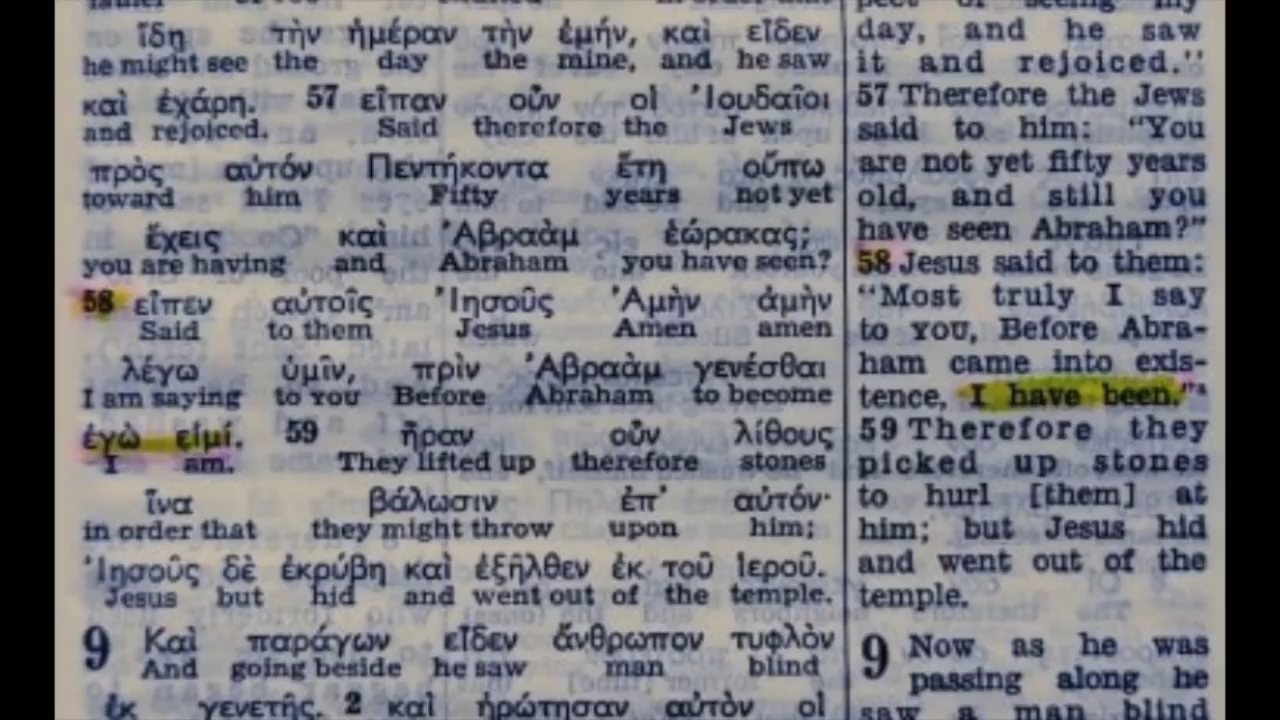 he might see the day the mine, and he saw
ἴδῃ τὴν ἡμέραν τὴν ἐμήν, καὶ εἶδεν
καὶ ἐχάρη. 57 εἶπαν οὖν οἱ Ἰουδαῖοι
and rejoiced. Said therefore the Jews
πρὸς αὐτόν Πεντήκοντα ἔτη οὔπω
toward him Fifty years not yet
ἔχεις καὶ Ἀβραὰμ ἑώρακας;
you are having and Abraham you have seen?
58 εἶπεν αὐτοῖς Ἰησοῦς Ἀμὴν ἀμὴν
Said to them Jesus Amen amen
λέγω ὑμῖν, πρὶν Ἀβραὰμ γενέσθαι
I am saying to YOU Before Abraham to become
ἐγὼ εἰμί. 59 ἦραν οὖν λίθους
I am. They lifted up therefore stones
ἵνα βάλωσιν ἐπ' αὐτόν·
in order that they might throw upon him;
Ἰησοῦς δὲ ἐκρύβη καὶ ἐξῆλθεν ἐκ τοῦ ἱεροῦ.
Jesus but hid and went out out of the temple.
9 Καὶ παράγων εἶδεν ἄνθρωπον τυφλὸν
And going beside he saw man blind
ἐκ γενετῆς. 2 καὶ ἠρώτησαν αὐτὸν οἱ
pect of seeing my
day, and he saw
it and rejoiced."
57 Therefore the Jews
said to him: "You
are not yet fifty years
old, and still you
have seen Abraham?"
58 Jesus said to them:
"Most truly I say
to YOU, Before Abra-
ham came into exis-
tence, I have been."ᵃ
59 Therefore they
picked up stones
to hurl [them] at
him; but Jesus hid
and went out of the
temple.
9 Now as he was
passing along he
saw a man blind